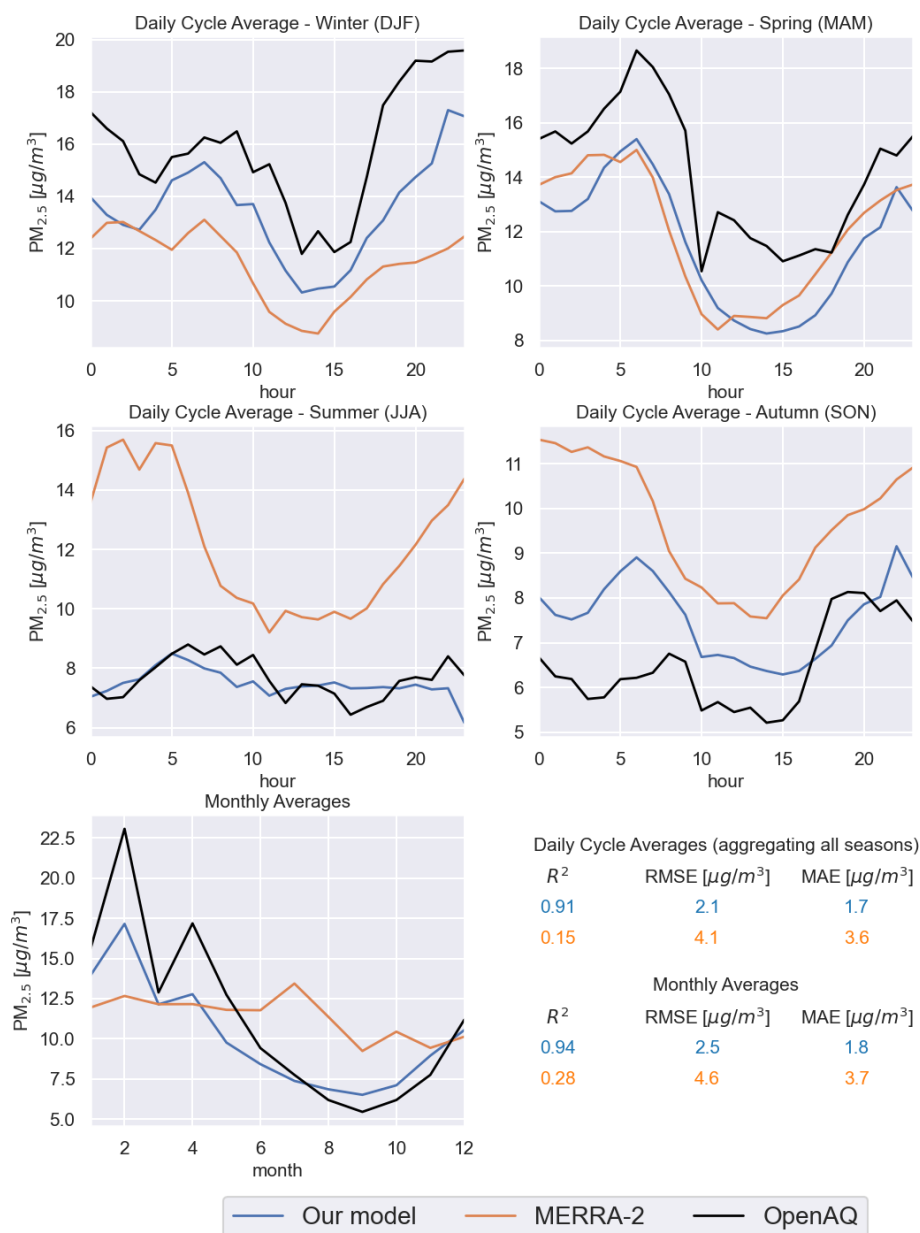 Daily Cycle Average - Winter (DJF)
PM2.5 [μg/m³]
20
18
16
14
12
10
0 5 10 15 20
hour
Daily Cycle Average - Spring (MAM)
PM2.5 [μg/m³]
18
16
14
12
10
8
0 5 10 15 20
hour
Daily Cycle Average - Summer (JJA)
PM2.5 [μg/m³]
16
14
12
10
8
6
0 5 10 15 20
hour
Daily Cycle Average - Autumn (SON)
PM2.5 [μg/m³]
11
10
9
8
7
6
5
0 5 10 15 20
hour
Monthly Averages
PM2.5 [μg/m³]
22.5
20.0
17.5
15.0
12.5
10.0
7.5
5.0
2 4 6 8 10 12
month
Daily Cycle Averages (aggregating all seasons)
R² RMSE [μg/m³] MAE [μg/m³]
0.91 2.1 1.7
0.15 4.1 3.6
Monthly Averages
R² RMSE [μg/m³] MAE [μg/m³]
0.94 2.5 1.8
0.28 4.6 3.7
Our model MERRA-2 OpenAQ